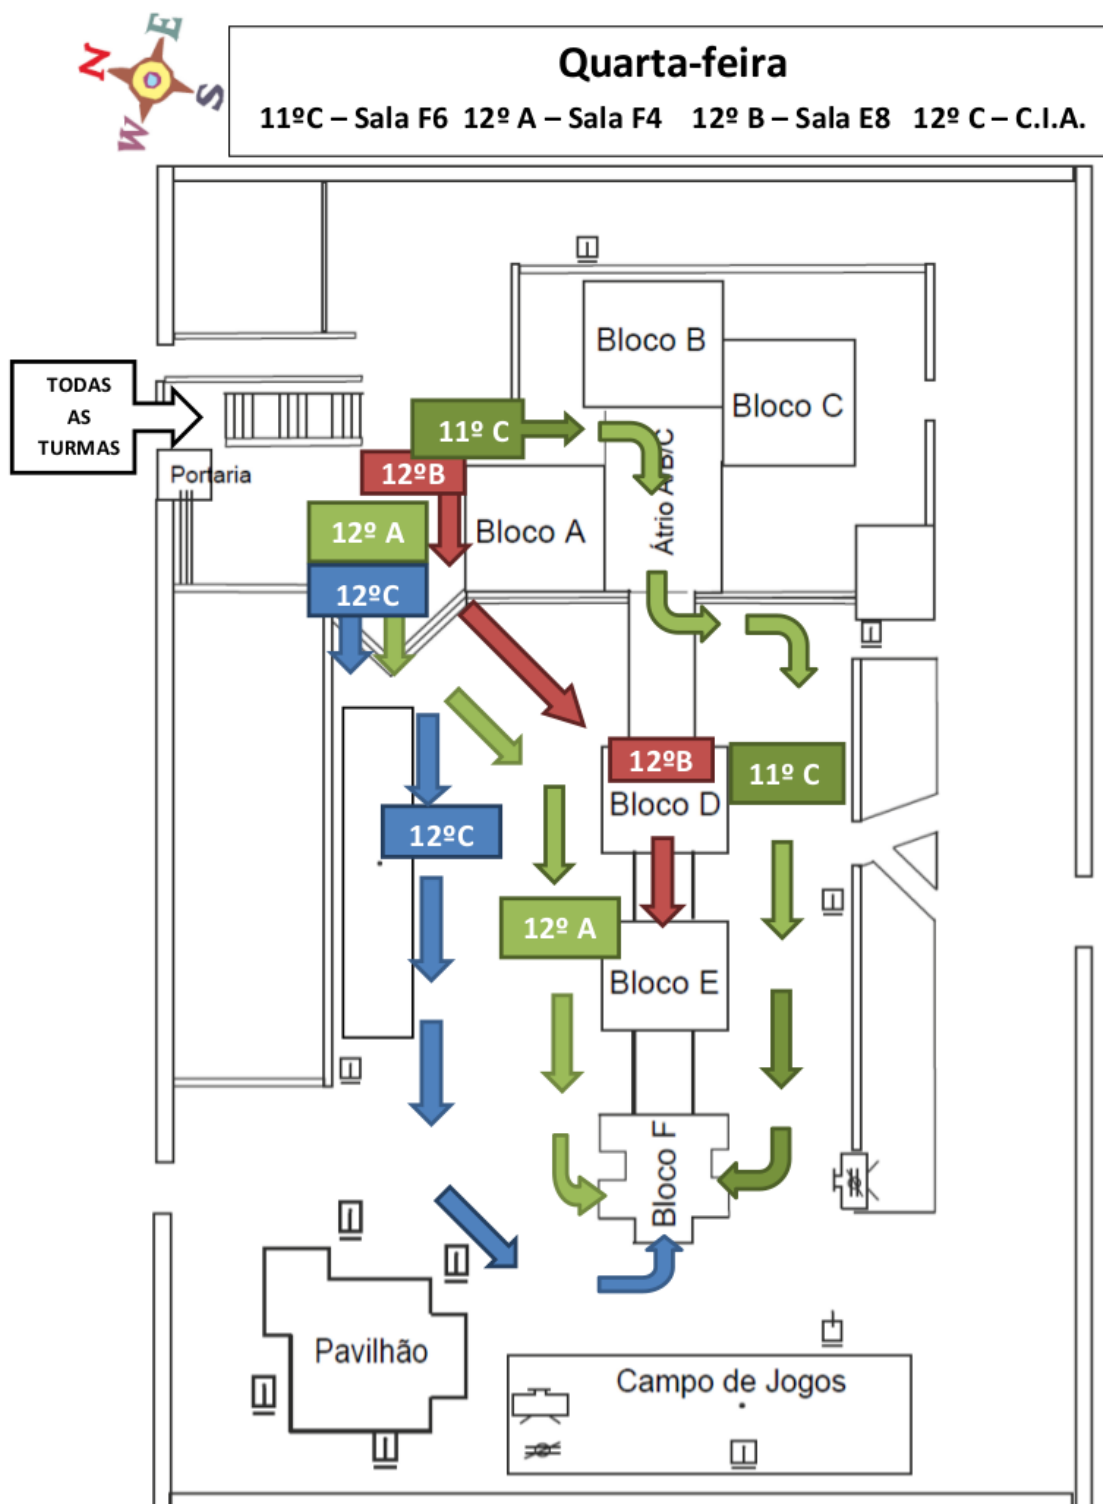 N
E
S
W
Quarta-feira
11ºC – Sala F6 12º A – Sala F4 12º B – Sala E8 12º C – C.I.A.
TODAS
AS
TURMAS
Portaria
Bloco B
Bloco C
11º C
12ºB
12º A
12ºC
Bloco A
Átrio A/B/C
12ºB
11º C
Bloco D
12ºC
12º A
Bloco E
Bloco F
Pavilhão
Campo de Jogos